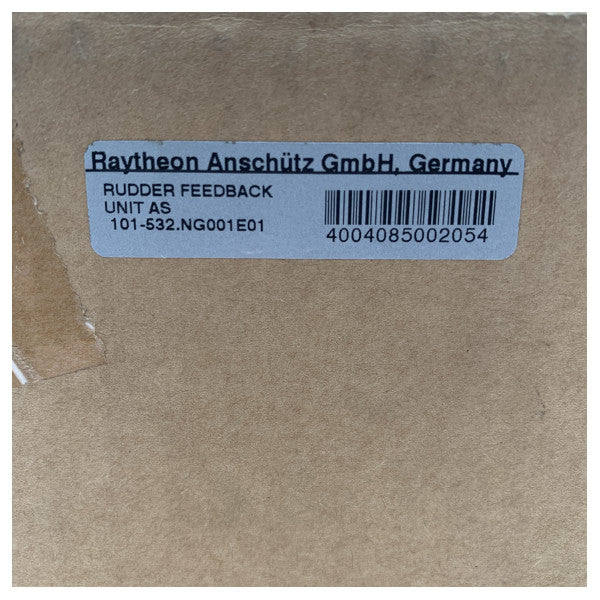 Raytheon Anschütz GmbH, Germany
RUDDER FEEDBACK
UNIT AS
101-532.NG001E01
4004085002054